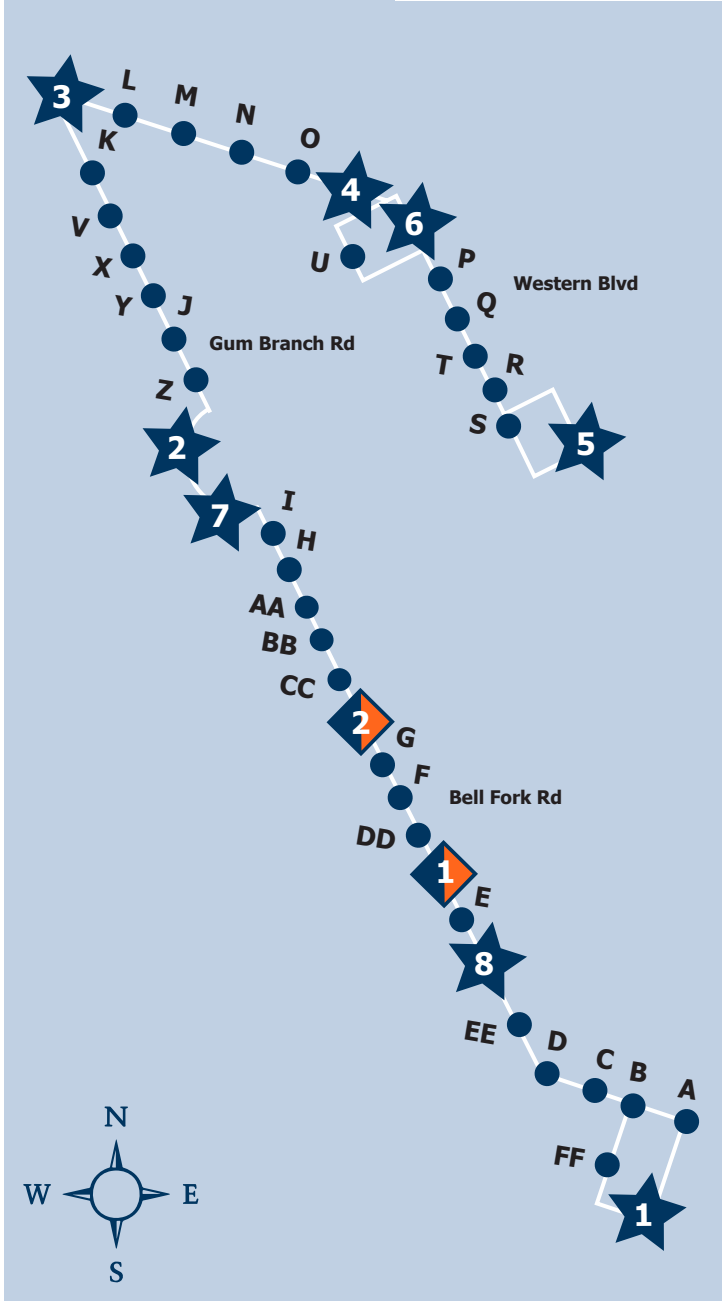 3
L
M
N
O
K
4
6
V
U
P
X
Western Blvd
Y
J
Q
Gum Branch Rd
T
R
Z
S
5
2
7
I
H
AA
BB
CC
2
G
F
Bell Fork Rd
DD
1
E
8
EE
D
C
B
A
FF
1
N
W
E
S